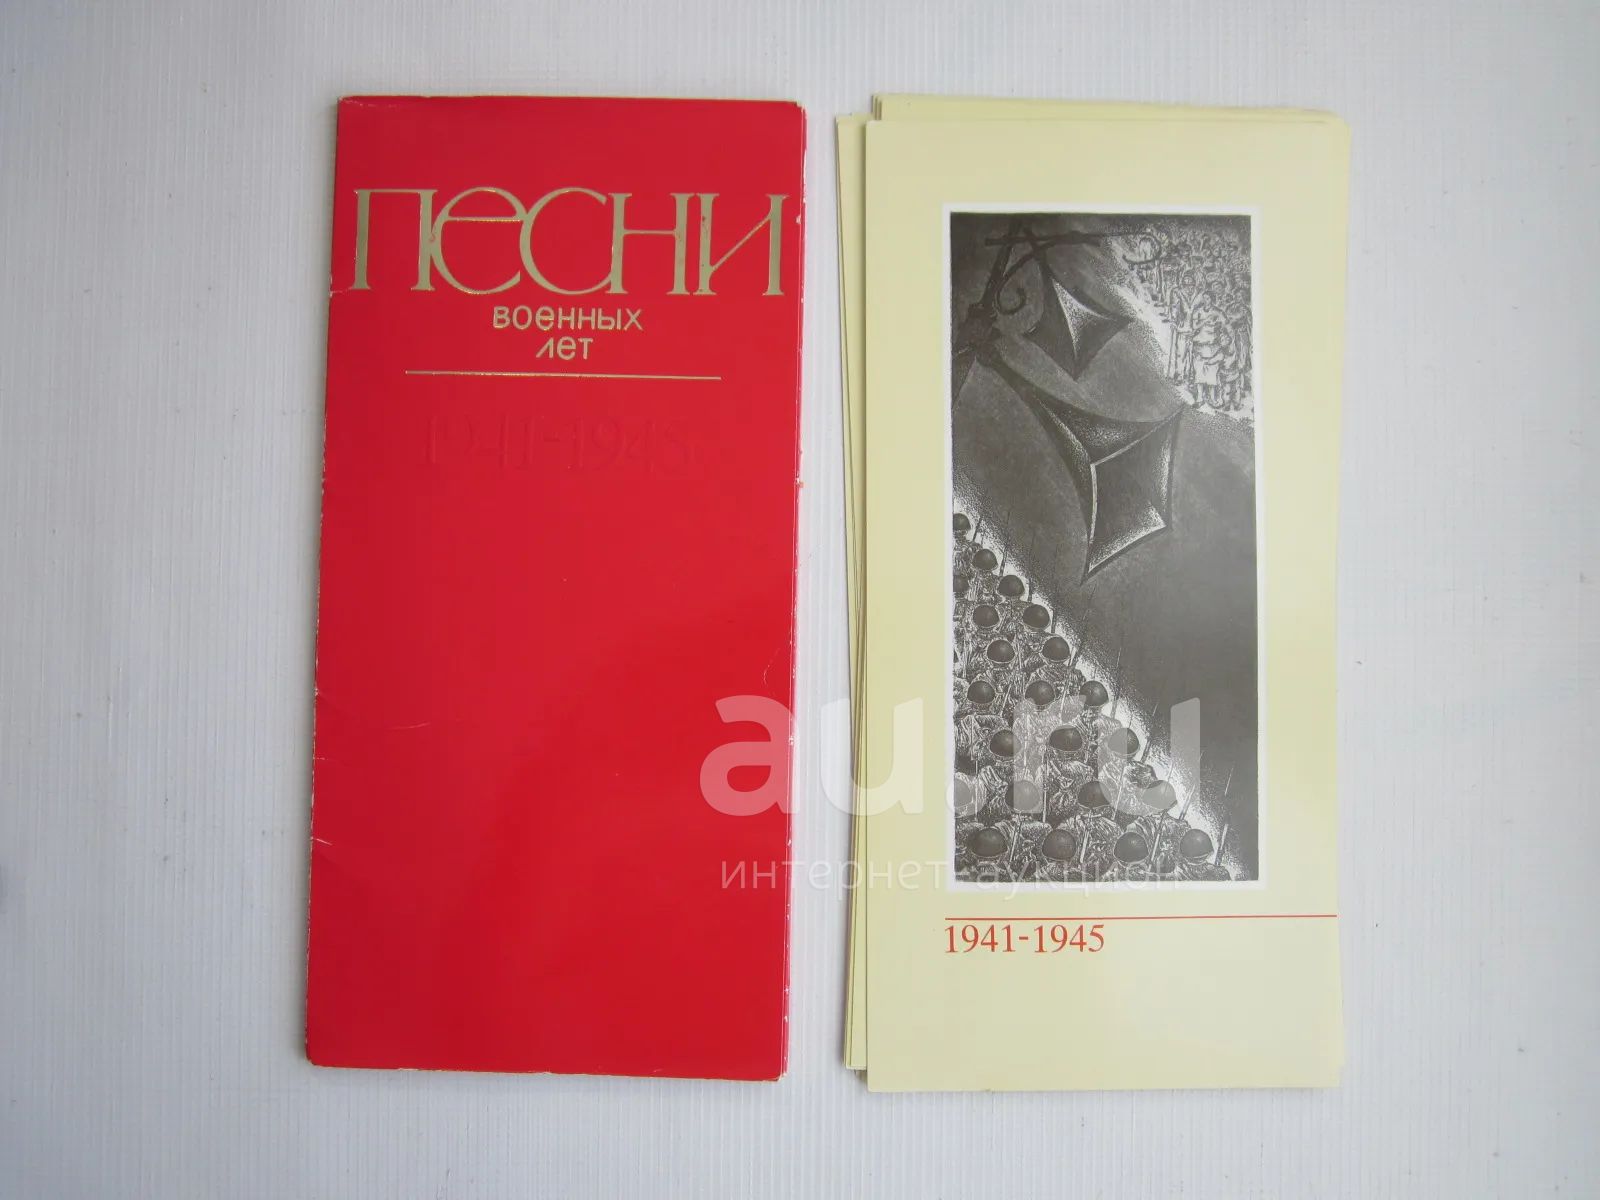 песни
военных
лет
1941-1945
1941-1945
au.ru
интернет-аукцион